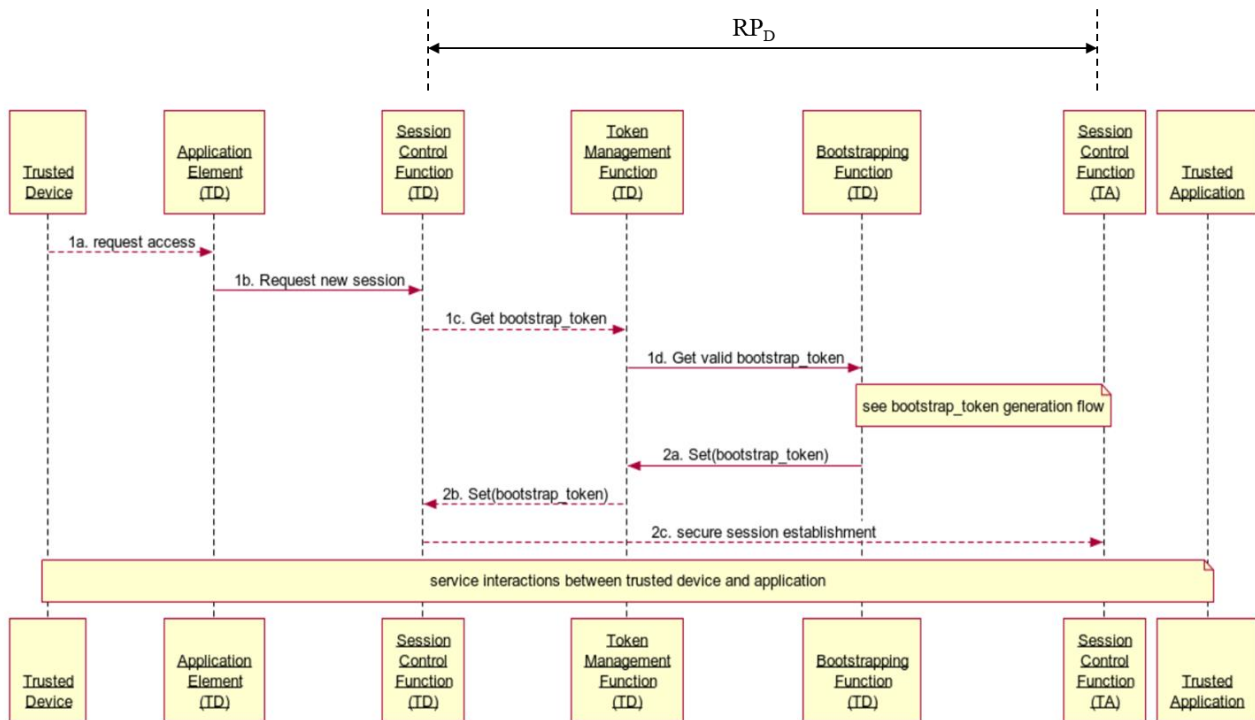 RP_D
Trusted
Device
Application
Element
(TD)
Session
Control
Function
(TD)
Token
Management
Function
(TD)
Bootstrapping
Function
(TD)
Session
Control
Function
(TA)
Trusted
Application
1a. request access
1b. Request new session
1c. Get bootstrap_token
1d. Get valid bootstrap_token
see bootstrap_token generation flow
2a. Set(bootstrap_token)
2b. Set(bootstrap_token)
2c. secure session establishment
service interactions between trusted device and application
Trusted
Device
Application
Element
(TD)
Session
Control
Function
(TD)
Token
Management
Function
(TD)
Bootstrapping
Function
(TD)
Session
Control
Function
(TA)
Trusted
Application